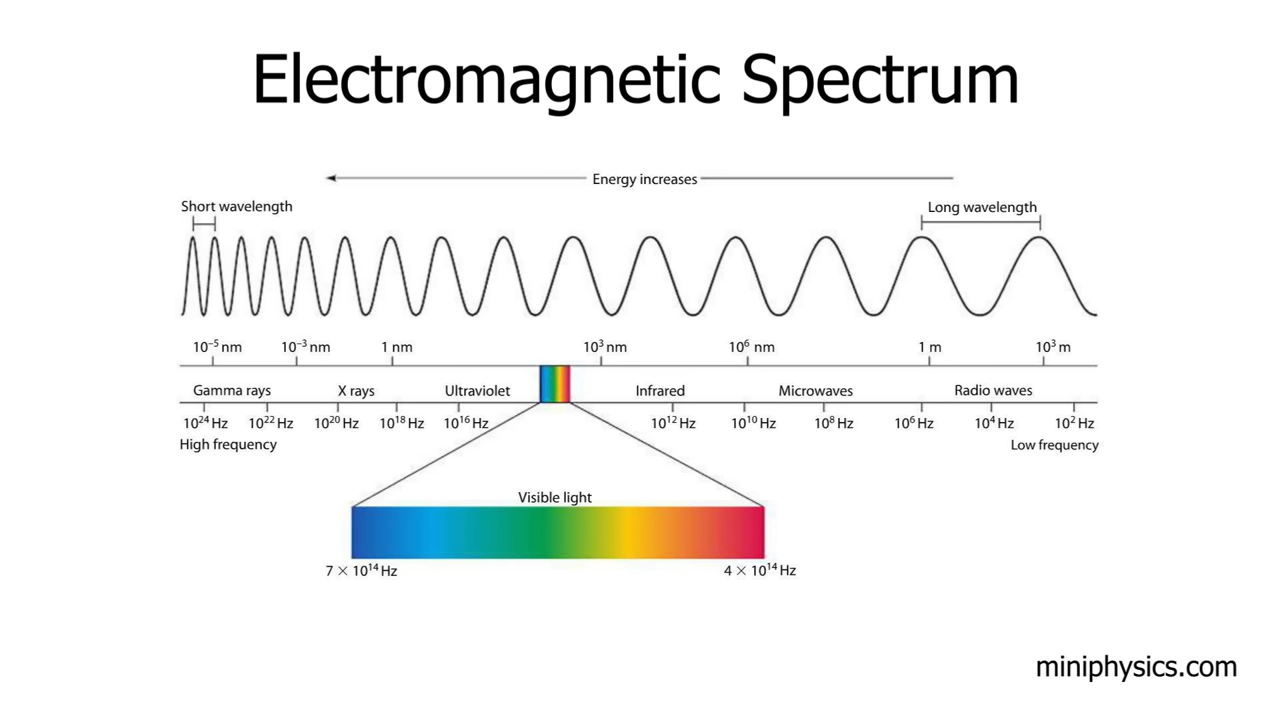 Electromagnetic Spectrum
Energy increases
Short wavelength
Long wavelength
10⁻⁵ nm 10⁻³ nm 1 nm 10³ nm 10⁶ nm 1 m 10³ m
Gamma rays X rays Ultraviolet Infrared Microwaves Radio waves
10²⁴ Hz 10²² Hz 10²⁰ Hz 10¹⁸ Hz 10¹⁶ Hz 10¹² Hz 10¹⁰ Hz 10⁸ Hz 10⁶ Hz 10⁴ Hz 10² Hz
High frequency Low frequency
Visible light
7 × 10¹⁴ Hz 4 × 10¹⁴ Hz
miniphysics.com